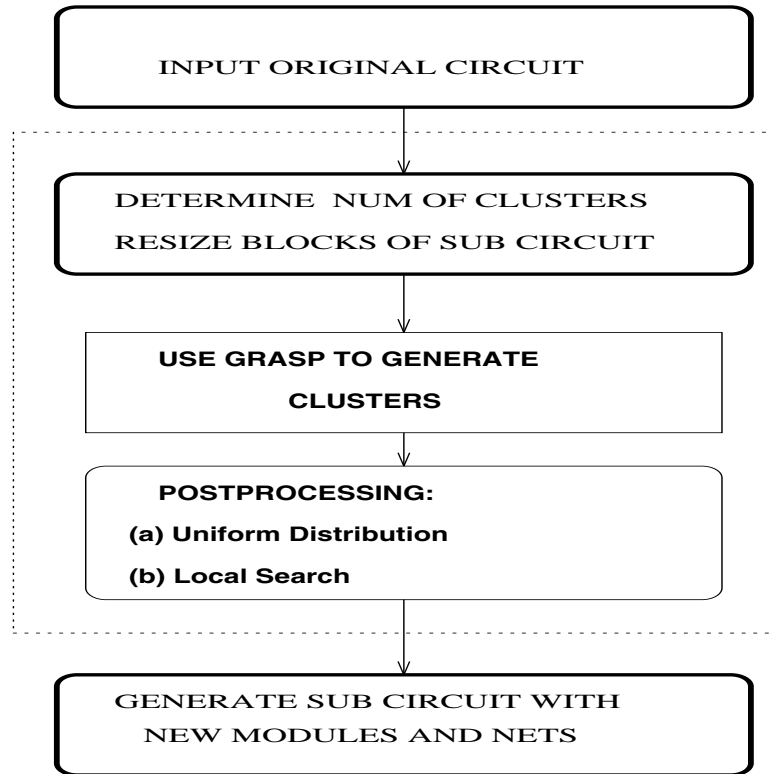 INPUT ORIGINAL CIRCUIT
DETERMINE NUM OF CLUSTERS
RESIZE BLOCKS OF SUB CIRCUIT
USE GRASP TO GENERATE
CLUSTERS
POSTPROCESSING:
(a) Uniform Distribution
(b) Local Search
GENERATE SUB CIRCUIT WITH
NEW MODULES AND NETS